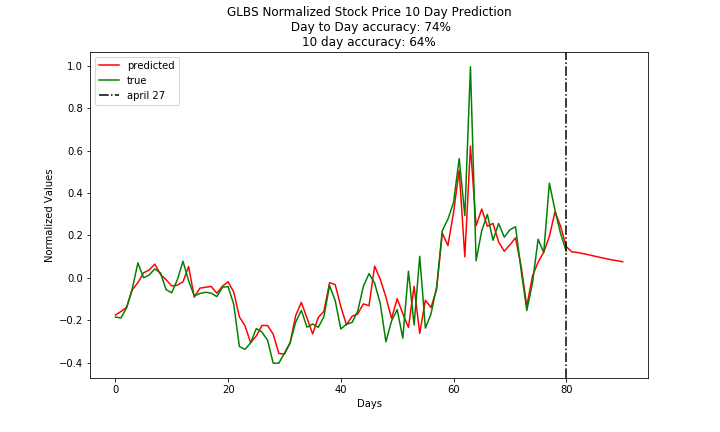 GLBS Normalized Stock Price 10 Day Prediction
Day to Day accuracy: 74%
10 day accuracy: 64%
predicted
true
april 27
1.0
0.8
0.6
0.4
0.2
0.0
−0.2
−0.4
Normalized Values
0
20
40
60
80
Days